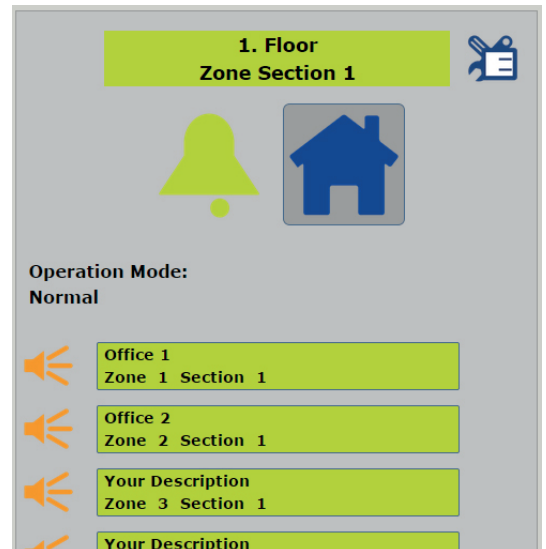 1. Floor
Zone Section 1
Operation Mode:
Normal
Office 1
Zone 1 Section 1
Office 2
Zone 2 Section 1
Your Description
Zone 3 Section 1
Your Description